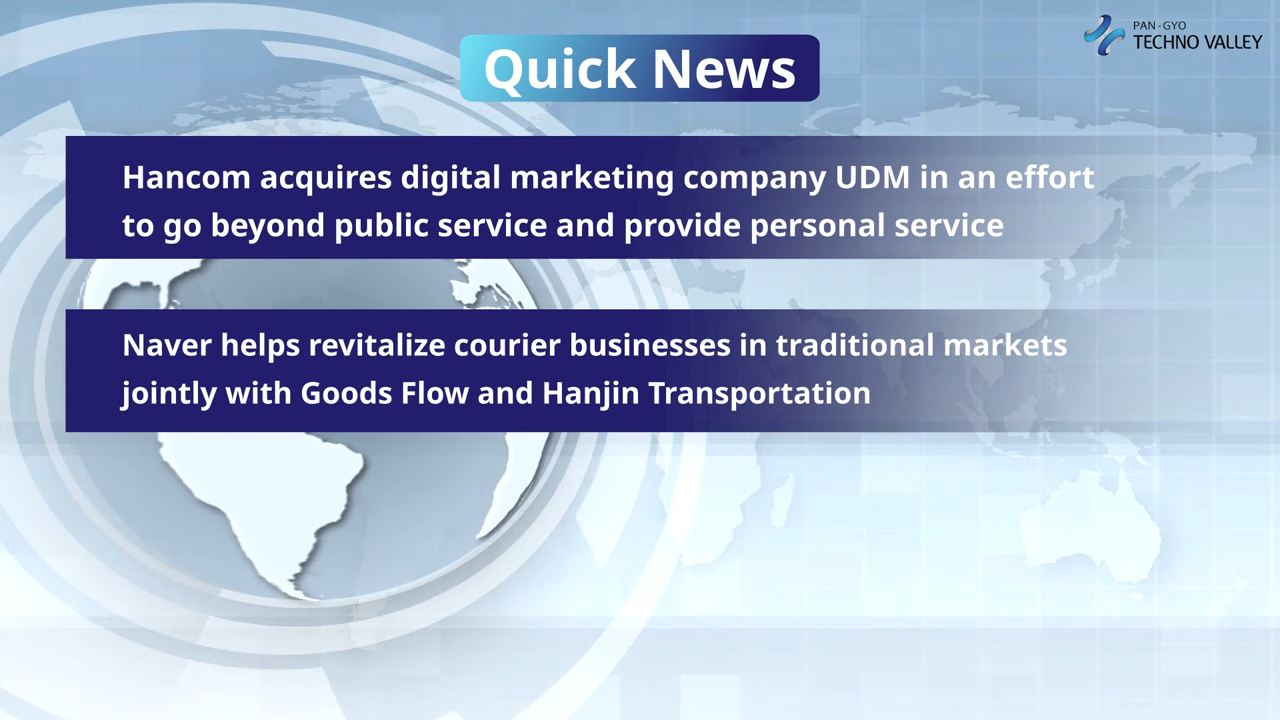 PAN-GYO
TECHNO VALLEY
Quick News
Hancom acquires digital marketing company UDM in an effort
to go beyond public service and provide personal service
Naver helps revitalize courier businesses in traditional markets
jointly with Goods Flow and Hanjin Transportation